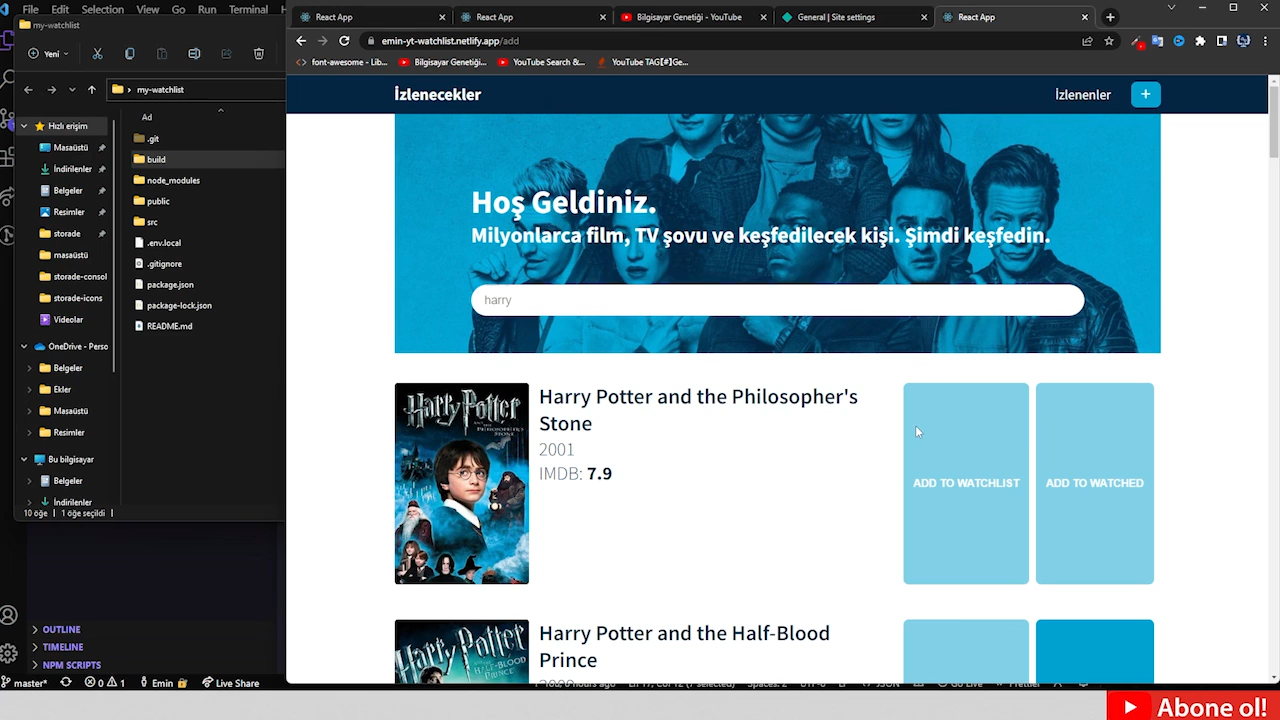 File Edit Selection View Go Run Terminal
my-watchlist
Yeni
my-watchlist
Ad
Hızlı erişim
Masaüstü
İndirilenler
Belgeler
Resimler
storade
masaüstü
storade-consol
storade-icons
Videolar
OneDrive - Perso
Belgeler
Ekler
Masaüstü
Resimler
Bu bilgisayar
Belgeler
İndirilenler
.git
build
node_modules
public
src
.env.local
.gitignore
package.json
package-lock.json
README.md
10 öğe 1 öğe seçildi
OUTLINE
TIMELINE
NPM SCRIPTS
master* 0 1 Emin Live Share
React App
React App
Bilgisayar Genetiği - YouTube
General | Site settings
React App
emin-yt-watchlist.netlify.app/add
font-awesome - Lib...
Bilgisayar Genetiği...
YouTube Search &...
YouTube TAG[#]Ge...
İzlenecekler
İzlenenler
+
Hoş Geldiniz.
Milyonlarca film, TV şovu ve keşfedilecek kişi. Şimdi keşfedin.
harry
Harry Potter
Harry Potter and the Philosopher's
Stone
2001
IMDB: 7.9
ADD TO WATCHLIST
ADD TO WATCHED
Harry Potter
Harry Potter and the Half-Blood
Prince
Abone ol!